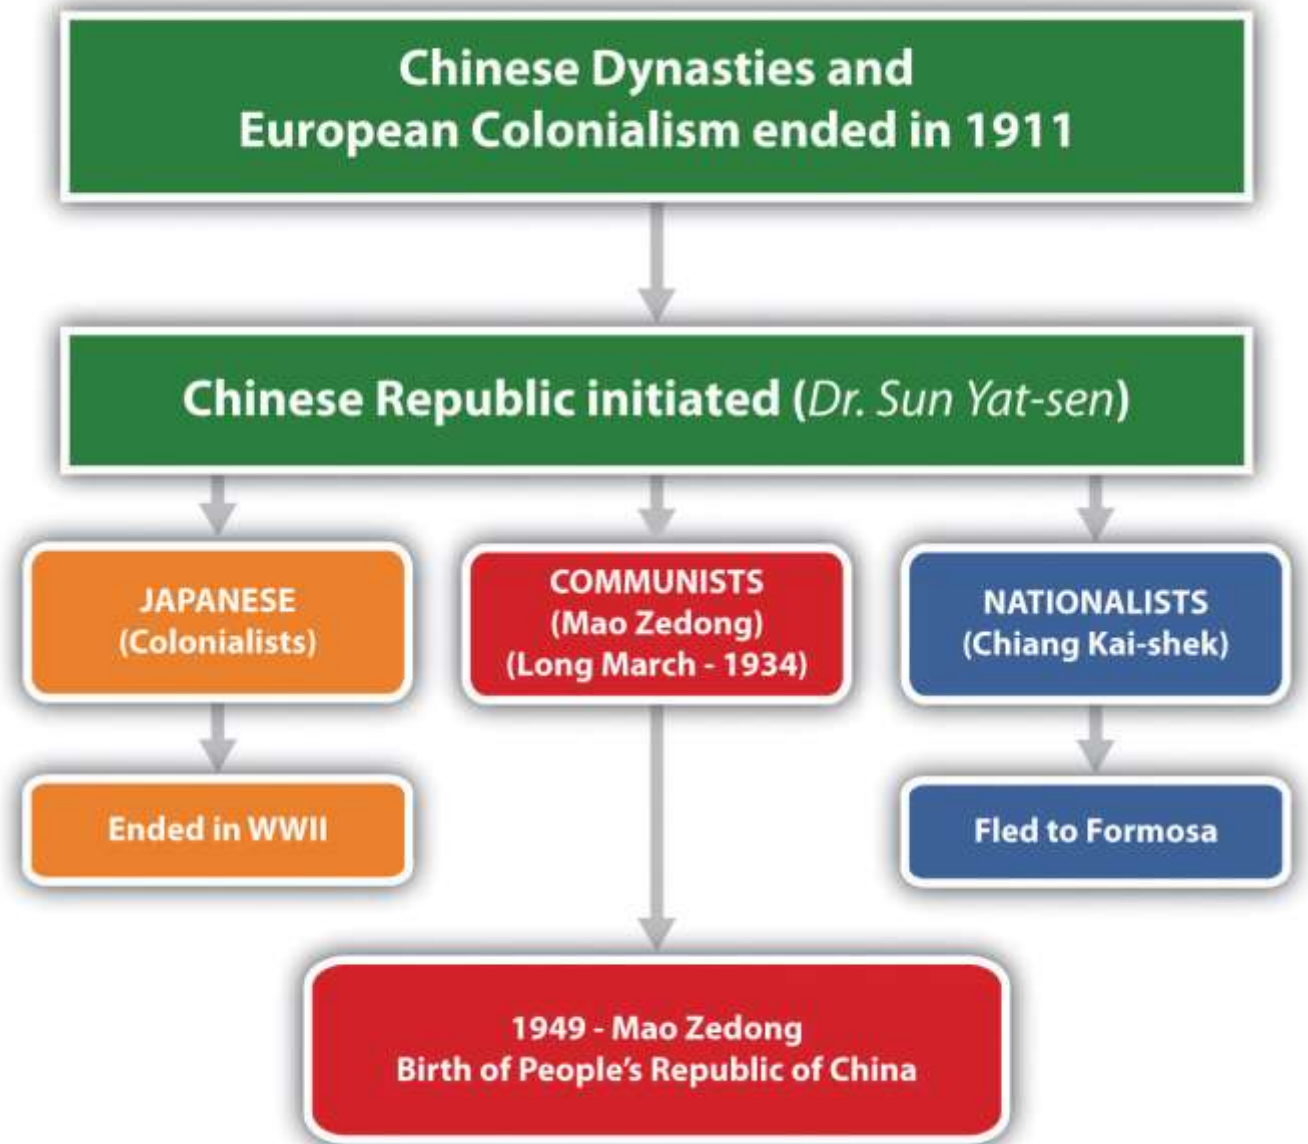 Chinese Dynasties and
European Colonialism ended in 1911
Chinese Republic initiated (Dr. Sun Yat-sen)
JAPANESE
(Colonialists)
COMMUNISTS
(Mao Zedong)
(Long March - 1934)
NATIONALISTS
(Chiang Kai-shek)
Ended in WWII
Fled to Formosa
1949 - Mao Zedong
Birth of People's Republic of China